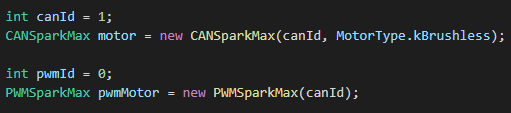 int canId = 1;
CANSparkMax motor = new CANSparkMax(canId, MotorType.kBrushless);
int pwmId = 0;
PWMSparkMax pwmMotor = new PWMSparkMax(canId);